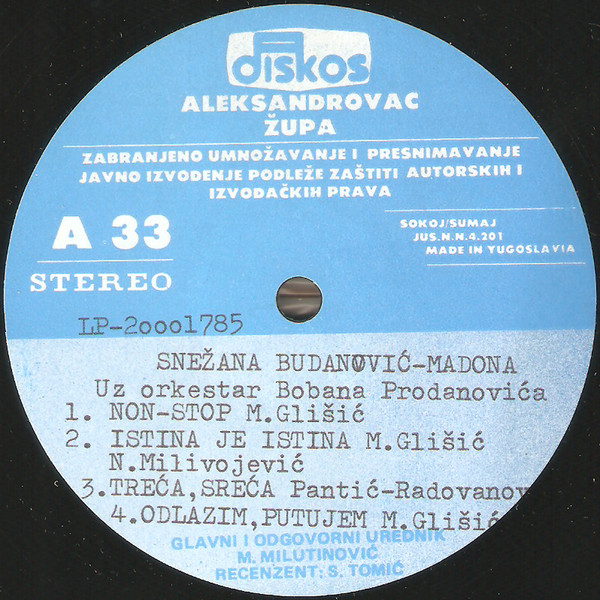 diskos
ALEKSANDROVAC
ŽUPA
ZABRANJENO UMNOŽAVANJE I PRESNIMAVANJE
JAVNO IZVOĐENJE PODLEŽE ZAŠTITI AUTORSKIH I
IZVOĐAČKIH PRAVA
A 33
STEREO
SOKOJ/SUMAJ
JUS.N.N.4.201
MADE IN YUGOSLAVIA
LP-20001785
SNEŽANA BUDANOVIĆ-MADONA
Uz orkestar Bobana Prodanovića
1. NON-STOP M.Glišić
2. ISTINA JE ISTINA M.Glišić
N.Milivojević
3.TREĆA,SREĆA Pantić-Radovanov
4.ODLAZIM,PUTUJEM M.Glišić
GLAVNI I ODGOVORNI UREDNIK
M. MILUTINOVIĆ
RECENZENT: S. TOMIĆ